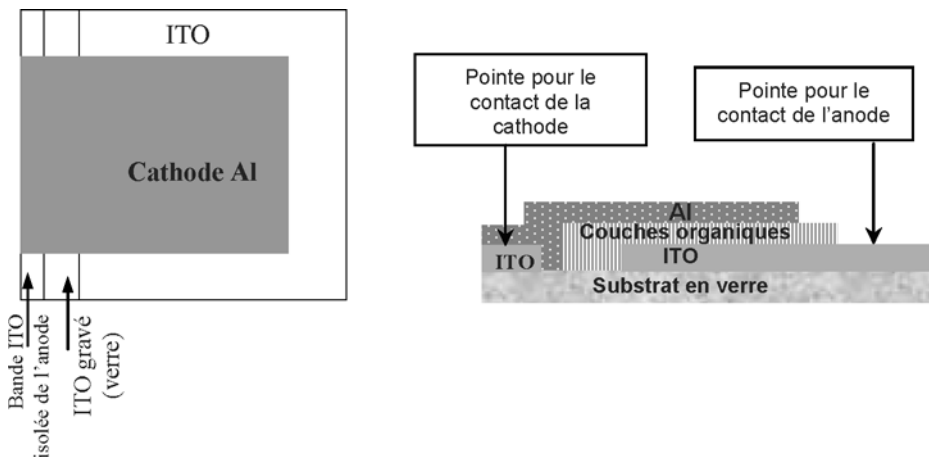 ITO
Cathode Al
Bande ITO
isolée de l'anode
ITO gravé
(verre)
Pointe pour le
contact de la
cathode
Pointe pour le
contact de l'anode
Al
Couches organiques
ITO
ITO
Substrat en verre